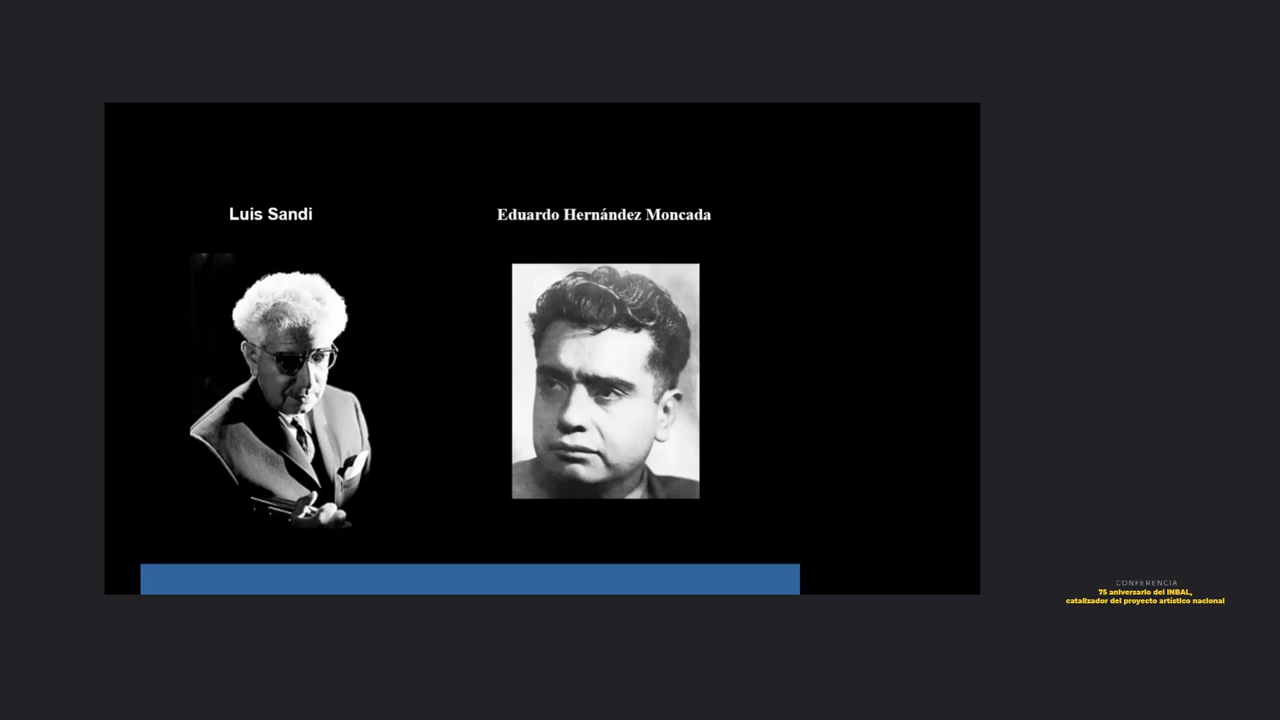 Luis Sandi
Eduardo Hernández Moncada
CONFERENCIA
75 aniversario del INBAL,
catalizador del proyecto artístico nacional